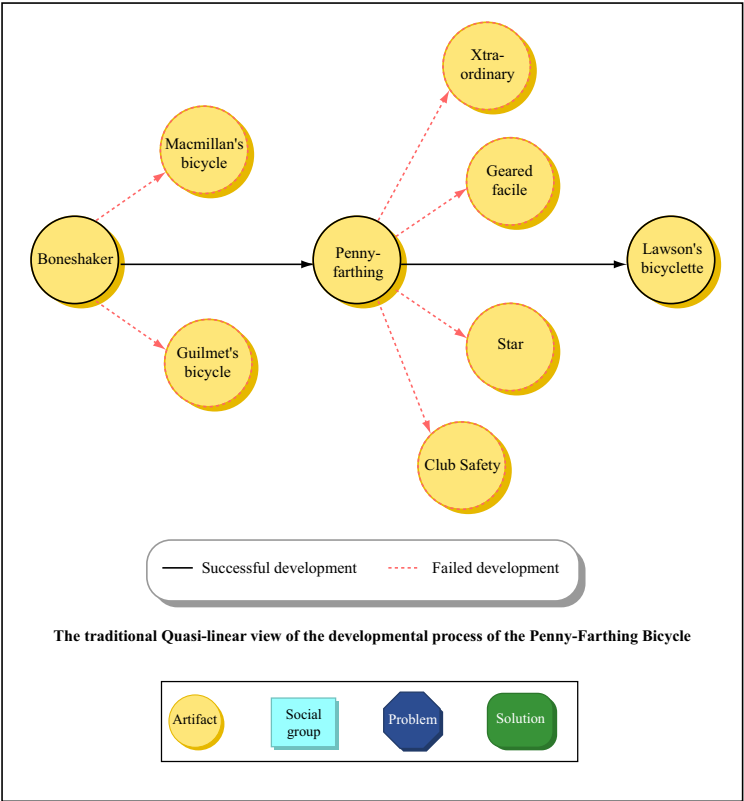 Xtra-
ordinary
Macmillan's
bicycle
Geared
facile
Boneshaker
Penny-
farthing
Lawson's
bicyclette
Guilmet's
bicycle
Star
Club Safety
Successful development
Failed development
The traditional Quasi-linear view of the developmental process of the Penny-Farthing Bicycle
Artifact
Social
group
Problem
Solution